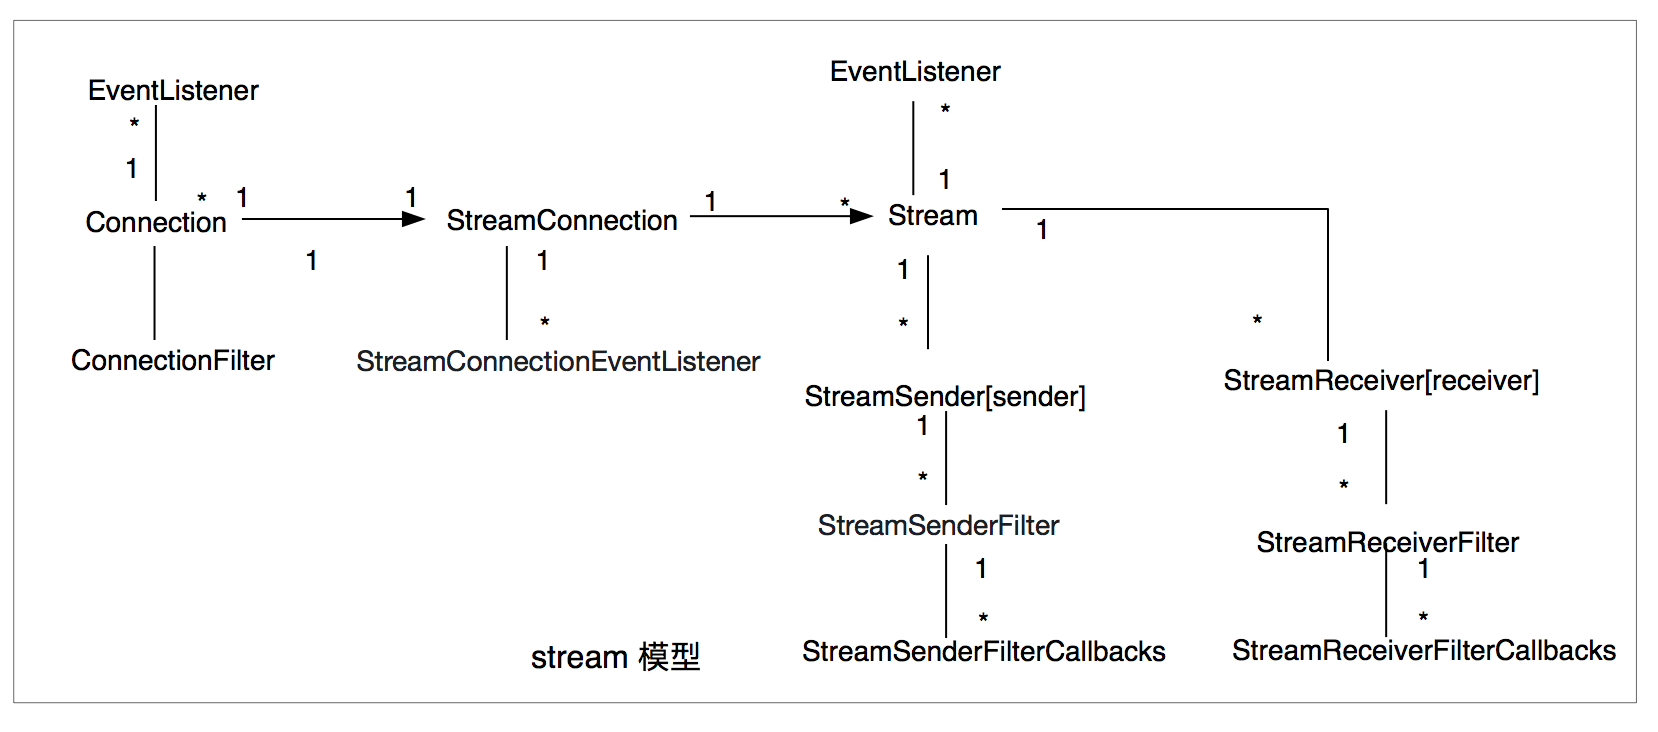 EventListener
EventListener
*
*
1
1
* 1
1
1
*
Connection
StreamConnection
Stream
1
1
1
1
*
*
*
ConnectionFilter
StreamConnectionEventListener
StreamSender[sender]
StreamReceiver[receiver]
1
1
*
*
StreamSenderFilter
StreamReceiverFilter
1
1
*
*
stream 模型
StreamSenderFilterCallbacks
StreamReceiverFilterCallbacks